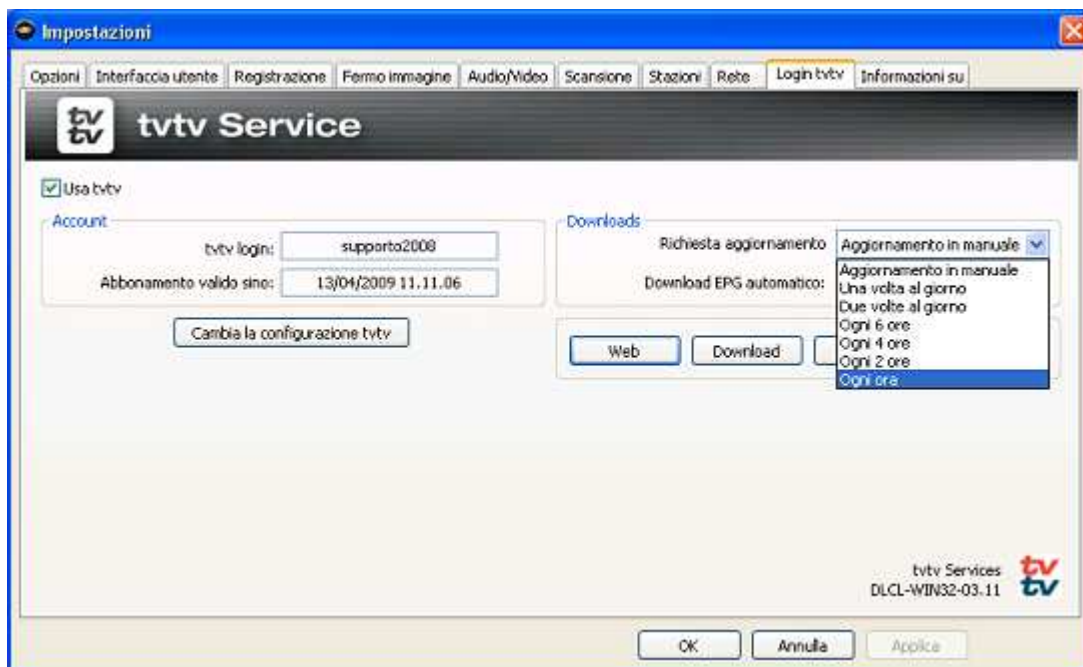 Impostazioni
Opzioni Interfaccia utente Registrazione Fermo immagine Audio/Video Scansione Stazioni Rete Login tvtv Informazioni su
tv
tv
tvtv Service
Usa tvtv
Account
tvtv login: supporto2008
Abbonamento valido sino: 13/04/2009 11.11.06
Cambia la configurazione tvtv
Downloads
Richiesta aggiornamento Aggiornamento in manuale
Download EPG automatico:
Aggiornamento in manuale
Una volta al giorno
Due volte al giorno
Ogni 6 ore
Ogni 4 ore
Ogni 2 ore
Ogni ora
Web Download
tvtv Services
DLCL-WIN32-03.11
tv
tv
OK Annulla Applica